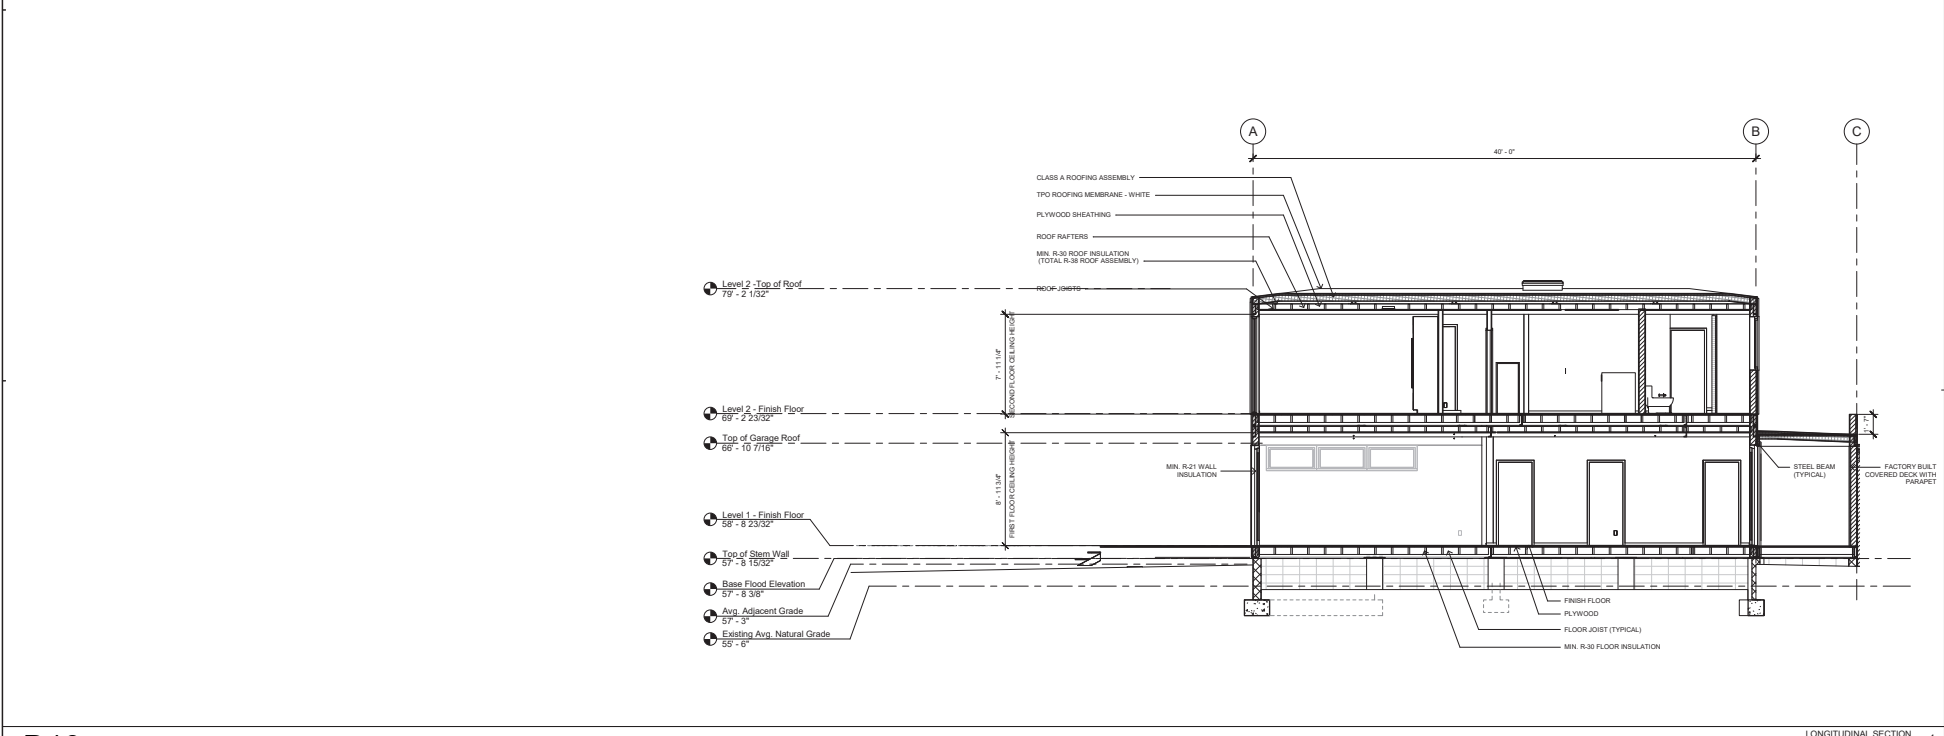 A
B
C
40' - 0"
CLASS A ROOFING ASSEMBLY
TPO ROOFING MEMBRANE - WHITE
PLYWOOD SHEATHING
ROOF RAFTERS
MIN. R-30 ROOF INSULATION
(TOTAL R-38 ROOF ASSEMBLY)
ROOF JOISTS
Level 2 -Top of Roof
79' - 2 1/32"
7' - 11 1/4"
SECOND FLOOR CEILING HEIGHT
Level 2 - Finish Floor
69' - 2 23/32"
Top of Garage Roof
66' - 10 7/16"
1' - 7"
MIN. R-21 WALL
INSULATION
STEEL BEAM
(TYPICAL)
FACTORY BUILT
COVERED DECK WITH
PARAPET
8' - 11 3/4"
FIRST FLOOR CEILING HEIGHT
Level 1 - Finish Floor
58' - 8 23/32"
Top of Stem Wall
57' - 8 15/32"
Base Flood Elevation
57' - 8 3/8"
Avg. Adjacent Grade
57' - 3"
Existing Avg. Natural Grade
55' - 6"
FINISH FLOOR
PLYWOOD
FLOOR JOIST (TYPICAL)
MIN. R-30 FLOOR INSULATION
LONGITUDINAL SECTION